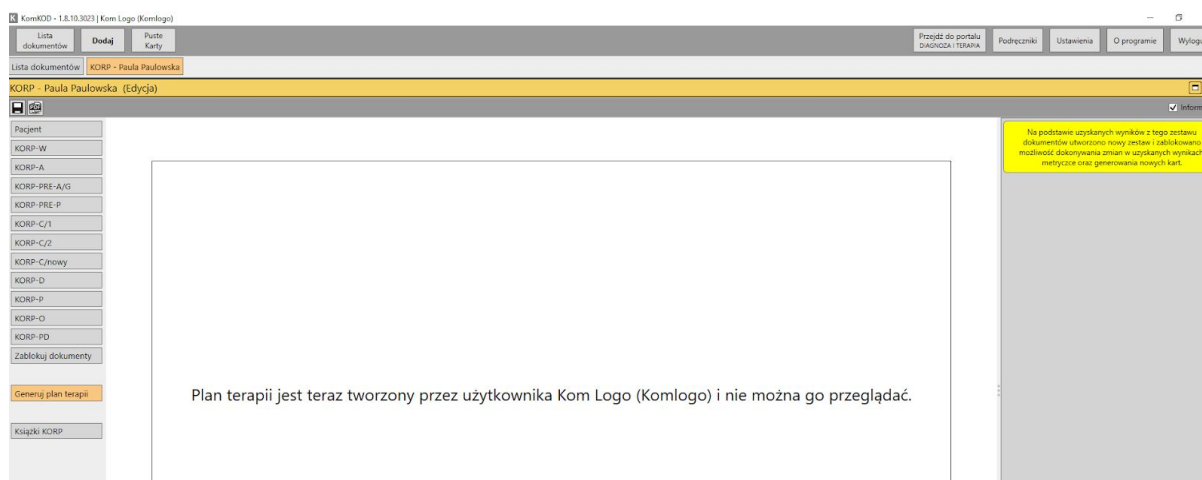 KomKOD - 1.8.10.3023 | Kom Logo (Komlogo)
Lista
dokumentów
Dodaj
Puste
Karty
Przejdź do portalu
DIAGNOZA I TERAPIA
Podręczniki
Ustawienia
O programie
Wylogu
Lista dokumentów
KORP - Paula Paulowska
KORP - Paula Paulowska (Edycja)
Inform
Pacjent
KORP-W
KORP-A
KORP-PRE-A/G
KORP-PRE-P
KORP-C/1
KORP-C/2
KORP-C/nowy
KORP-D
KORP-P
KORP-O
KORP-PD
Zablokuj dokumenty
Generuj plan terapii
Książki KORP
Plan terapii jest teraz tworzony przez użytkownika Kom Logo (Komlogo) i nie można go przeglądać.
Na podstawie uzyskanych wyników z tego zestawu
dokumentów utworzono nowy zestaw i zablokowano
możliwość dokonywania zmian w uzyskanych wynikach
metryczce oraz generowania nowych kart.